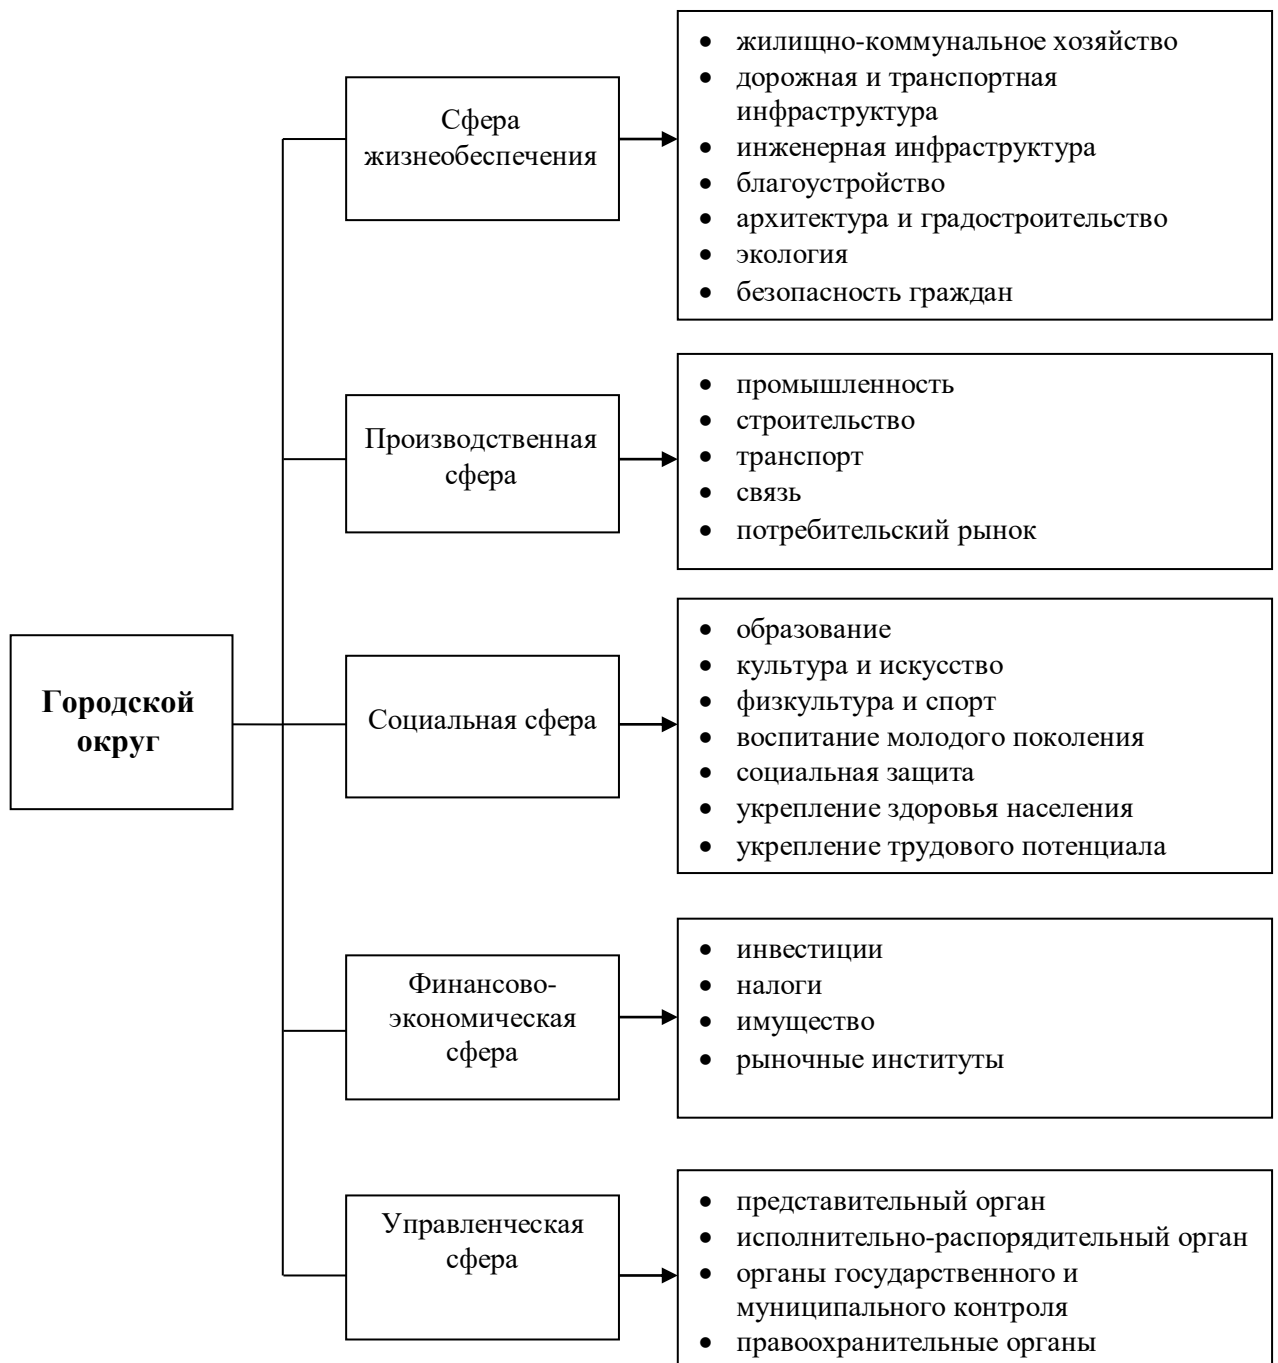 Городской
округ
Сфера
жизнеобеспечения
• жилищно-коммунальное хозяйство
• дорожная и транспортная
инфраструктура
• инженерная инфраструктура
• благоустройство
• архитектура и градостроительство
• экология
• безопасность граждан
Производственная
сфера
• промышленность
• строительство
• транспорт
• связь
• потребительский рынок
Социальная сфера
• образование
• культура и искусство
• физкультура и спорт
• воспитание молодого поколения
• социальная защита
• укрепление здоровья населения
• укрепление трудового потенциала
Финансово-
экономическая
сфера
• инвестиции
• налоги
• имущество
• рыночные институты
Управленческая
сфера
• представительный орган
• исполнительно-распорядительный орган
• органы государственного и
муниципального контроля
• правоохранительные органы